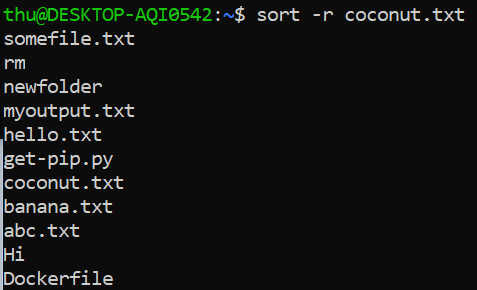 thu@DESKTOP-AQI0542:~$ sort -r coconut.txt
somefile.txt
rm
newfolder
myoutput.txt
hello.txt
get-pip.py
coconut.txt
banana.txt
abc.txt
Hi
Dockerfile